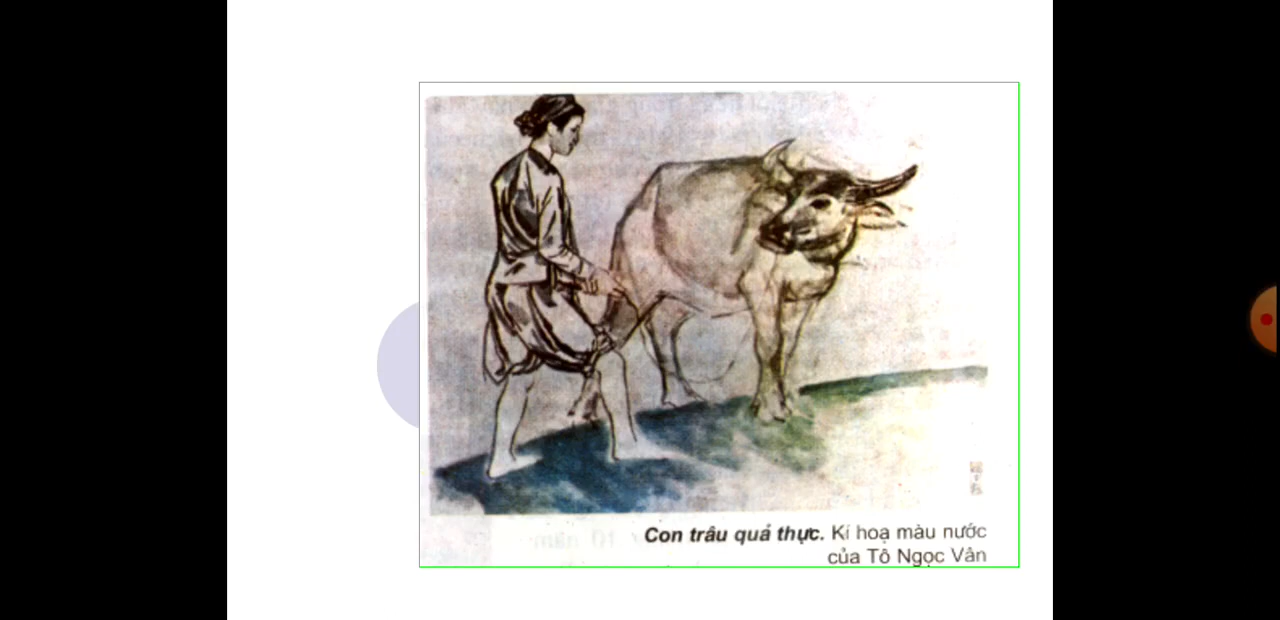 Con trâu quả thực. Kí hoạ màu nước
của Tô Ngọc Vân